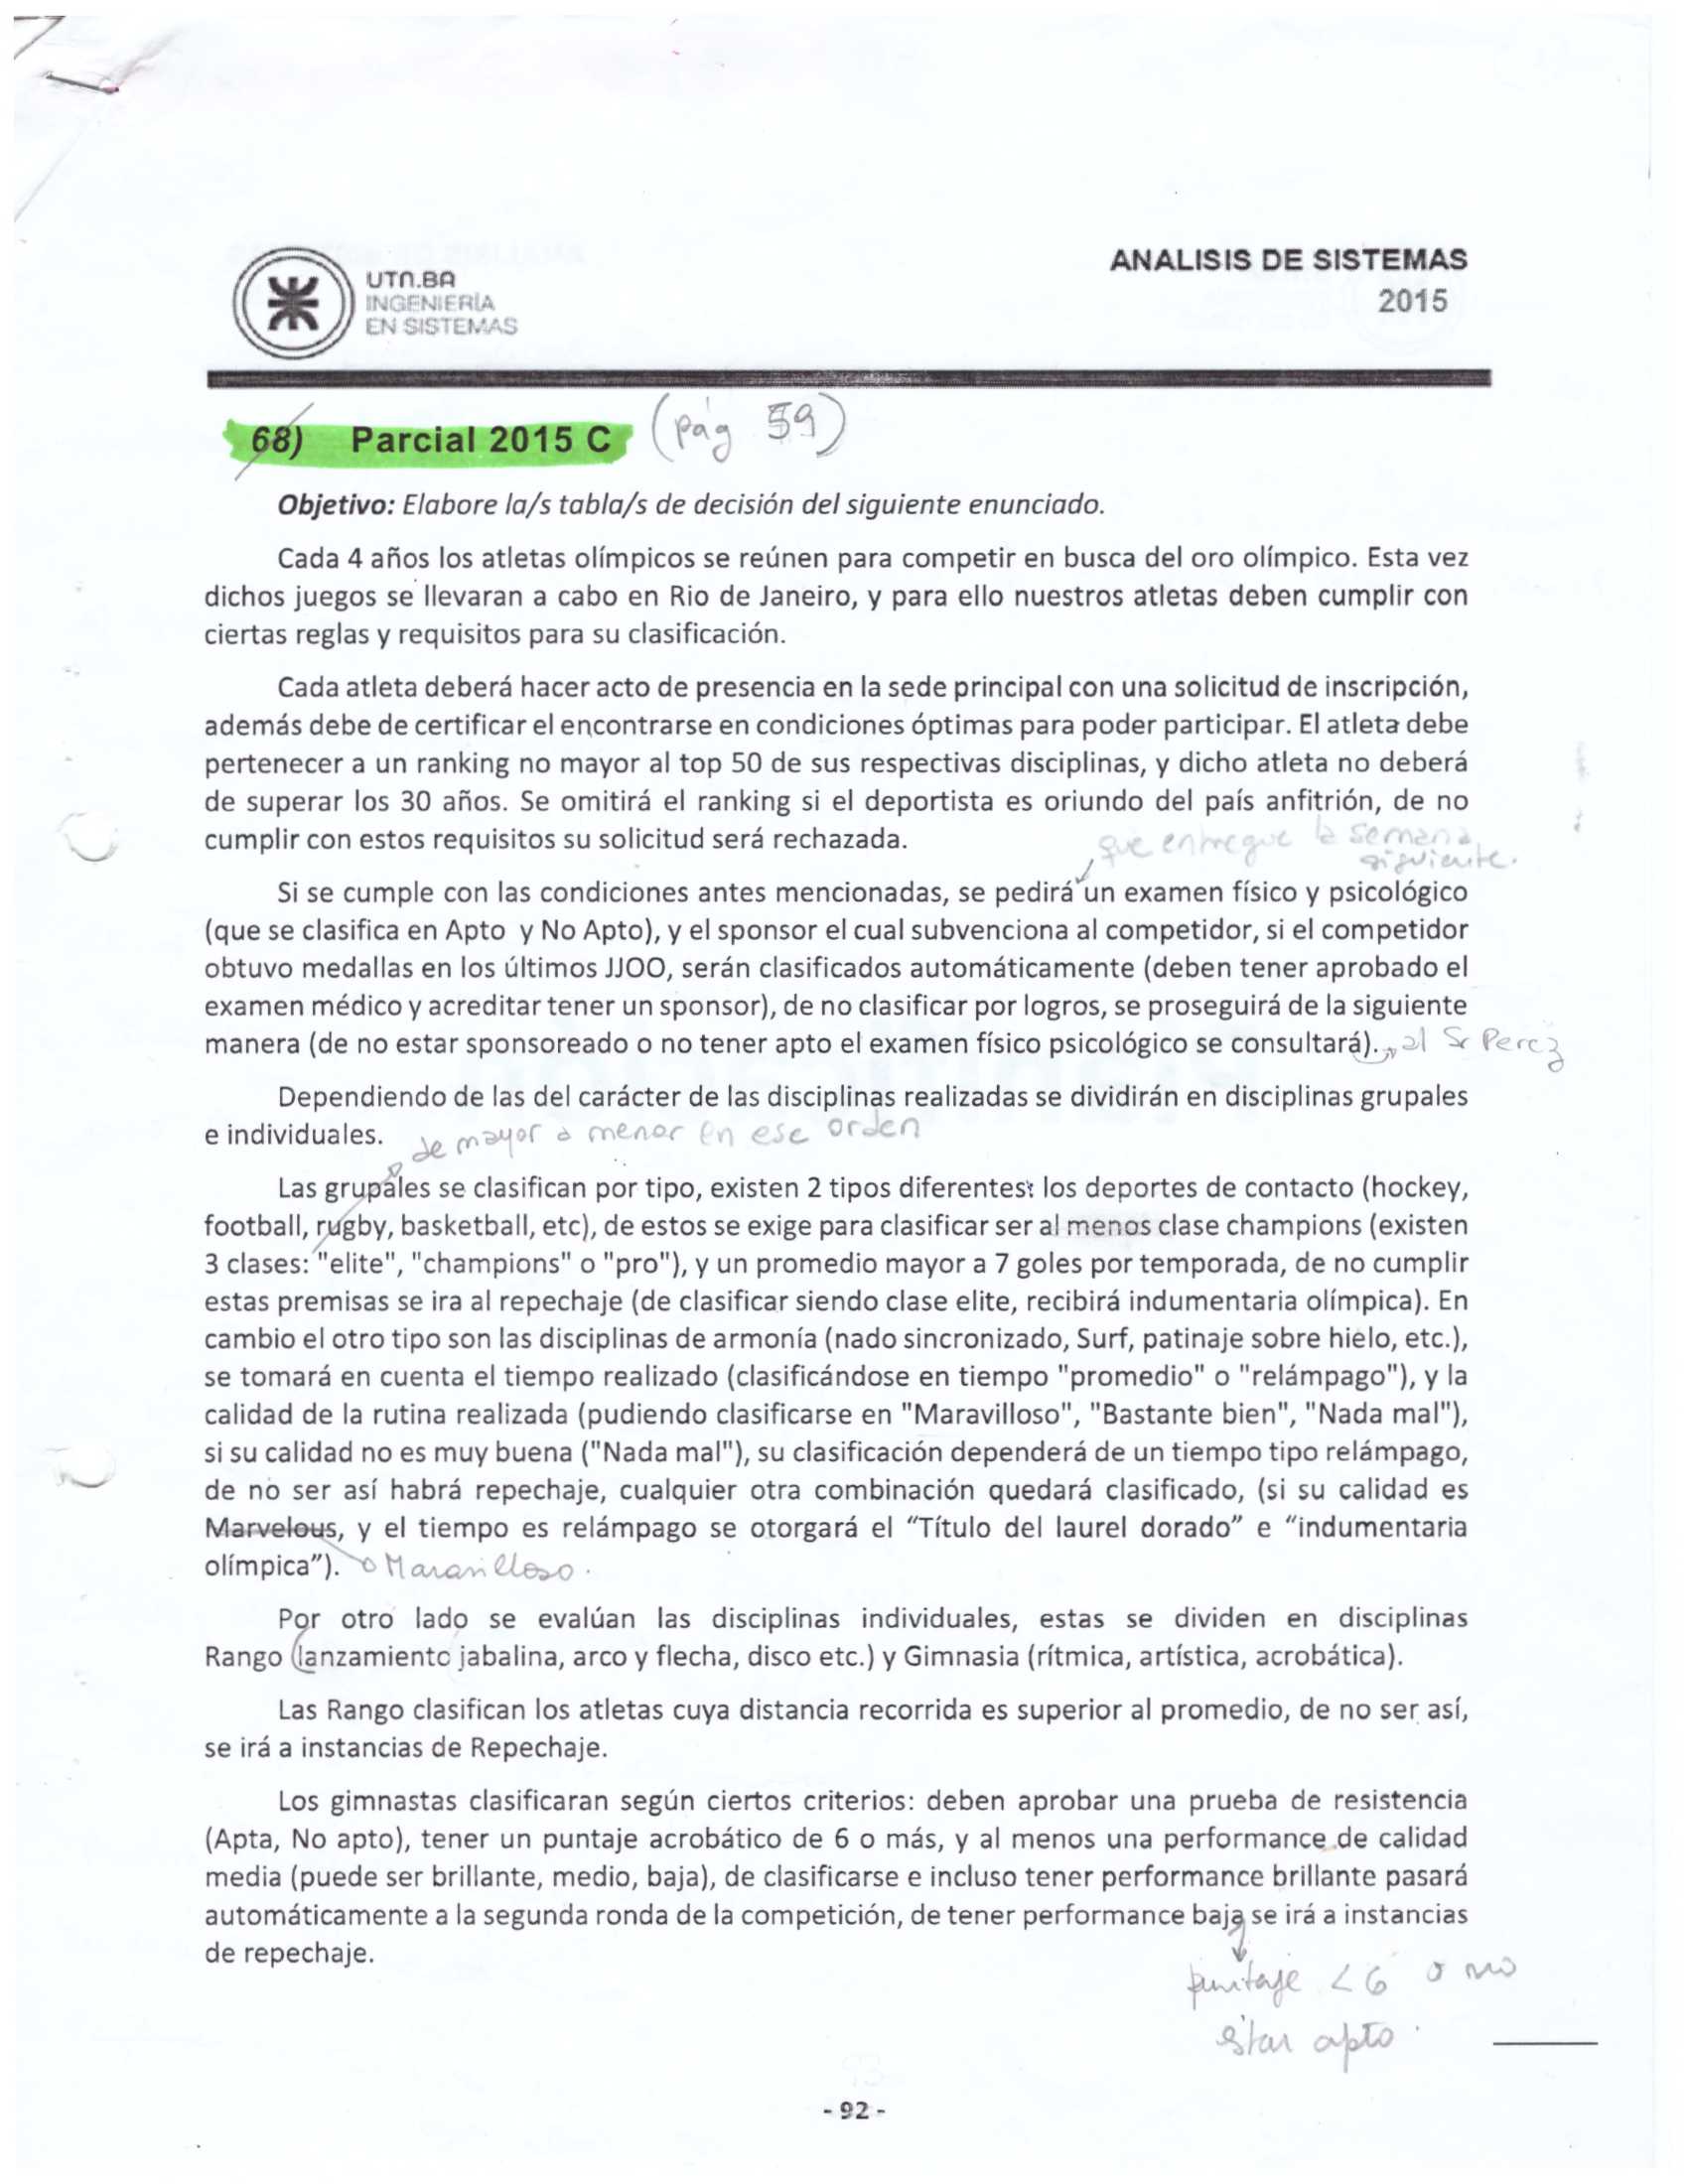 UTN.BA
INGENIERÍA
EN SISTEMAS
ANALISIS DE SISTEMAS
2015
68) Parcial 2015 C (pág 59)
Objetivo: Elabore la/s tabla/s de decisión del siguiente enunciado.
Cada 4 años los atletas olímpicos se reúnen para competir en busca del oro olímpico. Esta vez
dichos juegos se llevaran a cabo en Rio de Janeiro, y para ello nuestros atletas deben cumplir con
ciertas reglas y requisitos para su clasificación.
Cada atleta deberá hacer acto de presencia en la sede principal con una solicitud de inscripción,
además debe de certificar el encontrarse en condiciones óptimas para poder participar. El atleta debe
pertenecer a un ranking no mayor al top 50 de sus respectivas disciplinas, y dicho atleta no deberá
de superar los 30 años. Se omitirá el ranking si el deportista es oriundo del país anfitrión, de no
cumplir con estos requisitos su solicitud será rechazada.
que entregue la semana
siguiente.
Si se cumple con las condiciones antes mencionadas, se pedirá un examen físico y psicológico
(que se clasifica en Apto y No Apto), y el sponsor el cual subvenciona al competidor, si el competidor
obtuvo medallas en los últimos JJOO, serán clasificados automáticamente (deben tener aprobado el
examen médico y acreditar tener un sponsor), de no clasificar por logros, se proseguirá de la siguiente
manera (de no estar sponsoreado o no tener apto el examen físico psicológico se consultará). al Sr Perez
Dependiendo de las del carácter de las disciplinas realizadas se dividirán en disciplinas grupales
e individuales.
de mayor a menor en ese orden
Las grupales se clasifican por tipo, existen 2 tipos diferentes: los deportes de contacto (hockey,
football, rugby, basketball, etc), de estos se exige para clasificar ser al menos clase champions (existen
3 clases: "elite", "champions" o "pro"), y un promedio mayor a 7 goles por temporada, de no cumplir
estas premisas se ira al repechaje (de clasificar siendo clase elite, recibirá indumentaria olímpica). En
cambio el otro tipo son las disciplinas de armonía (nado sincronizado, Surf, patinaje sobre hielo, etc.),
se tomará en cuenta el tiempo realizado (clasificándose en tiempo "promedio" o "relámpago"), y la
calidad de la rutina realizada (pudiendo clasificarse en "Maravilloso", "Bastante bien", "Nada mal"),
si su calidad no es muy buena ("Nada mal"), su clasificación dependerá de un tiempo tipo relámpago,
de no ser así habrá repechaje, cualquier otra combinación quedará clasificado, (si su calidad es
Marvelous, y el tiempo es relámpago se otorgará el “Título del laurel dorado” e “indumentaria
olímpica”). Maravilloso.
Por otro lado se evalúan las disciplinas individuales, estas se dividen en disciplinas
Rango (lanzamiento jabalina, arco y flecha, disco etc.) y Gimnasia (rítmica, artística, acrobática).
Las Rango clasifican los atletas cuya distancia recorrida es superior al promedio, de no ser así,
se irá a instancias de Repechaje.
Los gimnastas clasificaran según ciertos criterios: deben aprobar una prueba de resistencia
(Apta, No apto), tener un puntaje acrobático de 6 o más, y al menos una performance de calidad
media (puede ser brillante, medio, baja), de clasificarse e incluso tener performance brillante pasará
automáticamente a la segunda ronda de la competición, de tener performance baja se irá a instancias
de repechaje.
puntaje < 6 o no
estar apto.
- 92 -